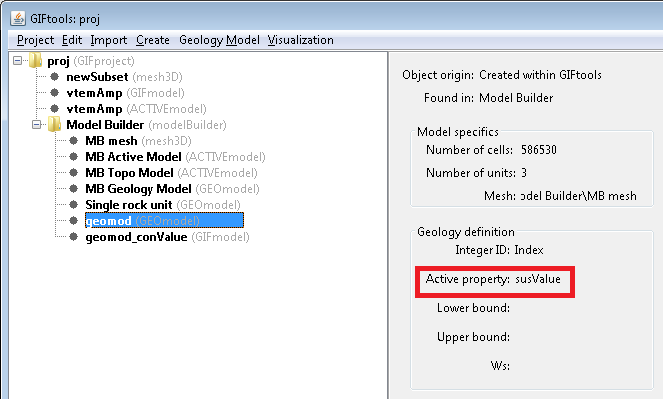 GIFtools: proj
Project Edit Import Create Geology Model Visualization
proj (GIFproject)
newSubset (mesh3D)
vtemAmp (GIFmodel)
vtemAmp (ACTIVEmodel)
Model Builder (modelBuilder)
MB mesh (mesh3D)
MB Active Model (ACTIVEmodel)
MB Topo Model (ACTIVEmodel)
MB Geology Model (GEOmodel)
Single rock unit (GEOmodel)
geomod (GEOmodel)
geomod_conValue (GIFmodel)
Object origin: Created within GIFtools
Found in: Model Builder
Model specifics
Number of cells: 586530
Number of units: 3
Mesh: odel Builder\MB mesh
Geology definition
Integer ID: Index
Active property: susValue
Lower bound:
Upper bound:
Ws: